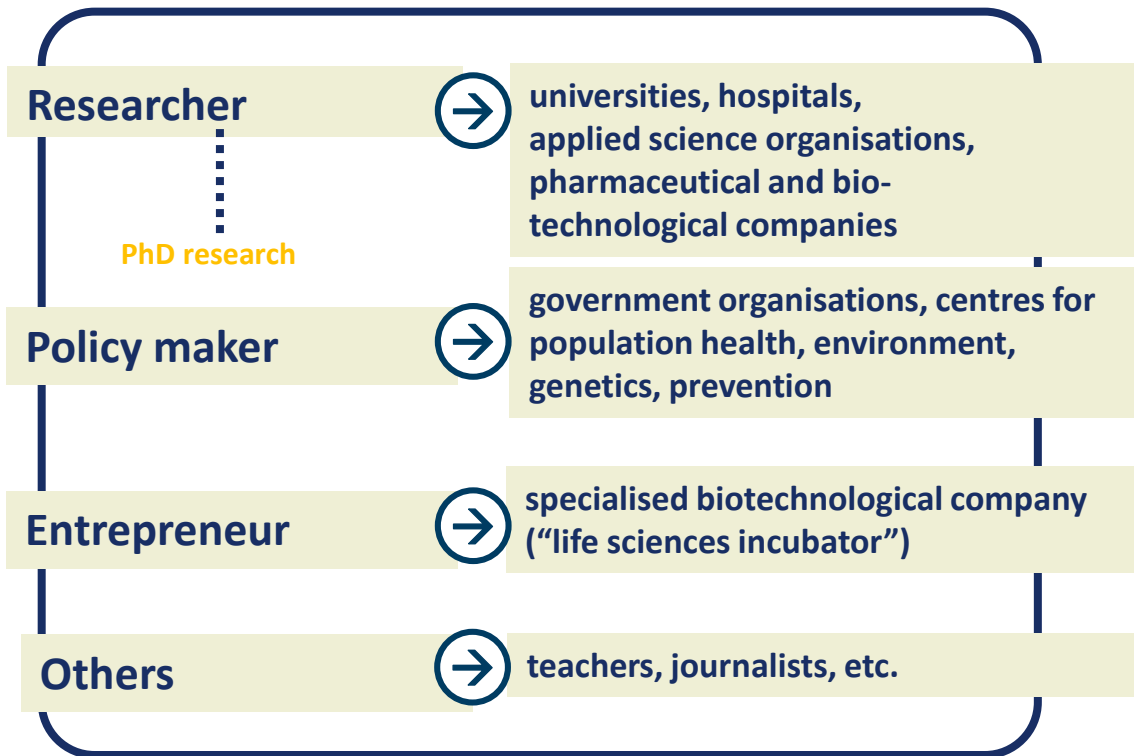 Researcher
universities, hospitals,
applied science organisations,
pharmaceutical and bio-
technological companies
PhD research
Policy maker
government organisations, centres for
population health, environment,
genetics, prevention
Entrepreneur
specialised biotechnological company
(“life sciences incubator”)
Others
teachers, journalists, etc.